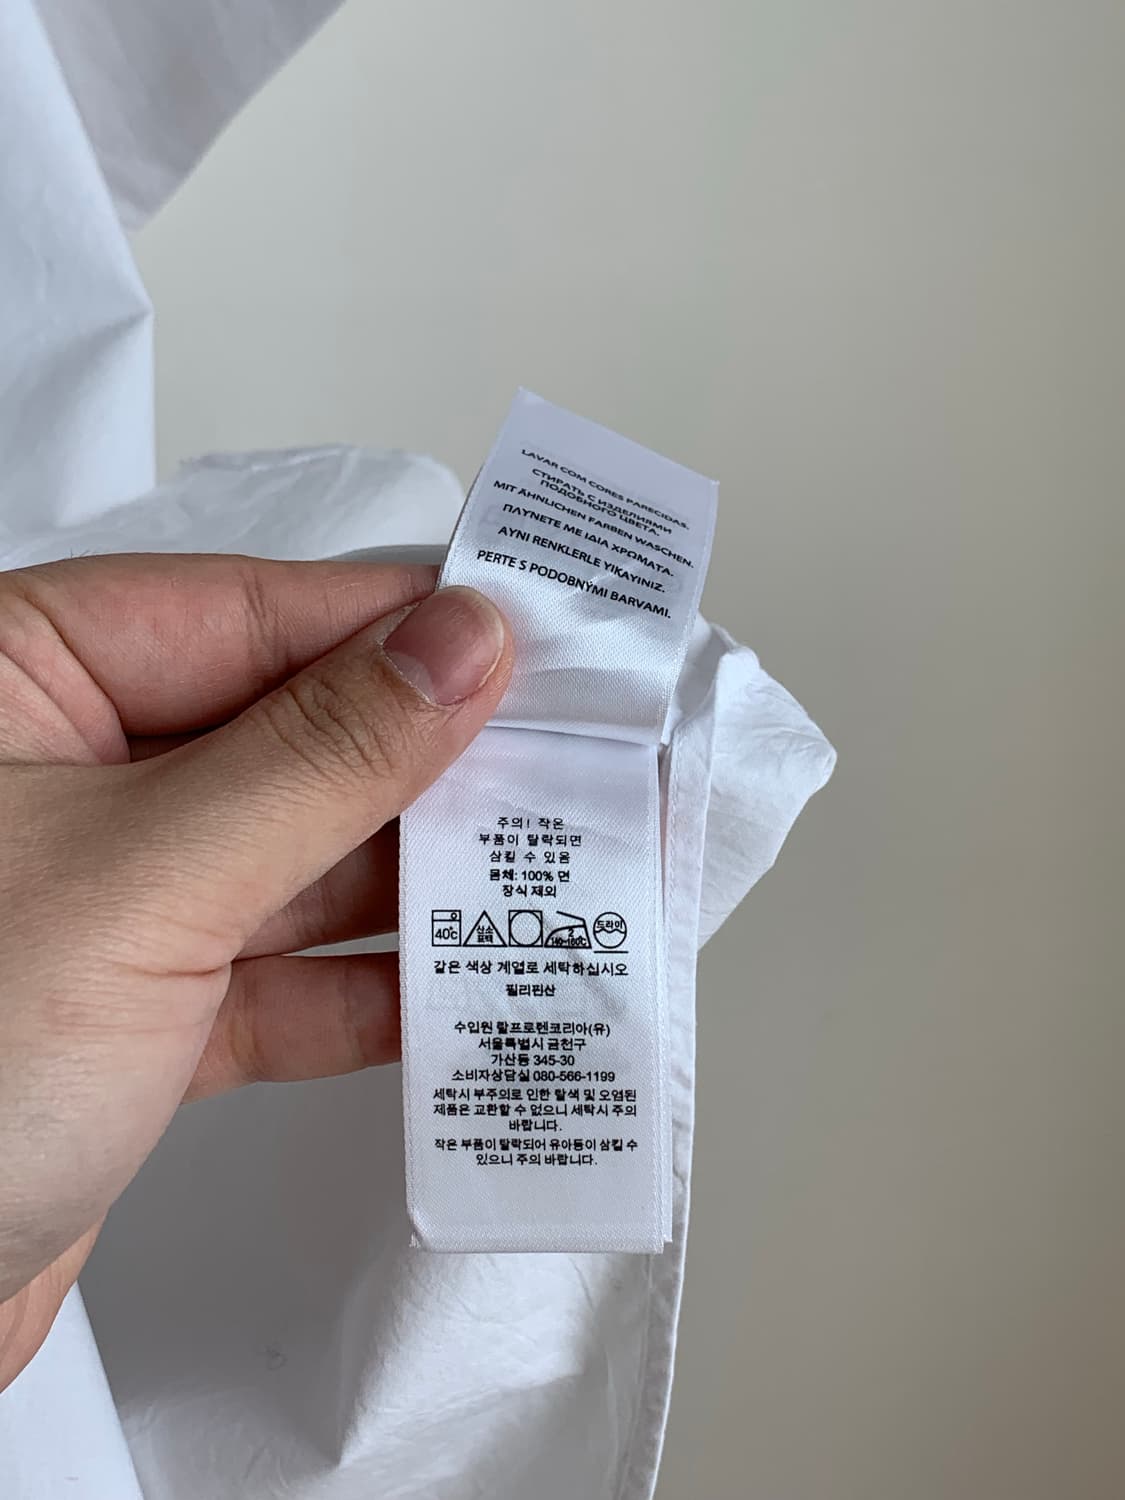 LAVAR COM CORES PARECIDAS.
СТИРАТЬ С ИЗДЕЛИЯМИ
ПОДОБНОГО ЦВЕТА.
MIT ÄHNLICHEN FARBEN WASCHEN.
ΠΛΥΝΕΤΕ ΜΕ ΙΔΙΑ ΧΡΩΜΑΤΑ.
AYNI RENKLERLE YIKAYINIZ.
PERTE S PODOBNÝMI BARVAMI.
주의! 작은
부품이 탈락되면
삼킬 수 있음
몸체: 100% 면
장식 제외
40℃ 산소 표백 2 140~160℃ 드라이
같은 색상 계열로 세탁하십시오
필리핀산
수입원 랄프로렌코리아(유)
서울특별시 금천구
가산동 345-30
소비자상담실 080-566-1199
세탁시 부주의로 인한 탈색 및 오염된
제품은 교환할 수 없으니 세탁시 주의
바랍니다.
작은 부품이 탈락되어 유아등이 삼킬 수
있으니 주의 바랍니다.